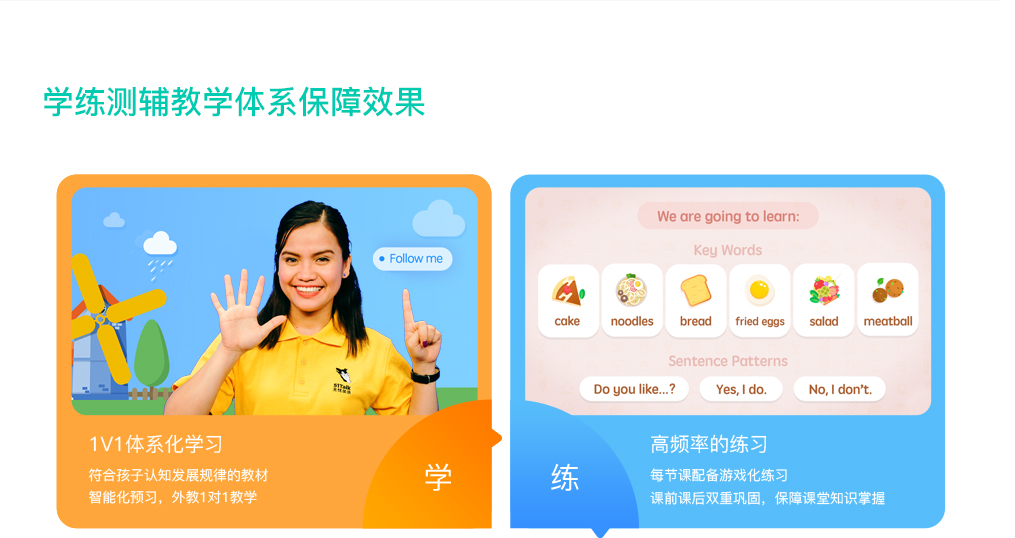 学练测辅教学体系保障效果
Follow me
51Talk
1V1体系化学习
符合孩子认知发展规律的教材
智能化预习，外教1对1教学
学
We are going to learn:
Key Words
cake
noodles
bread
fried eggs
salad
meatball
Sentence Patterns
Do you like...?
Yes, I do.
No, I don't.
练
高频率的练习
每节课配备游戏化练习
课前课后双重巩固，保障课堂知识掌握